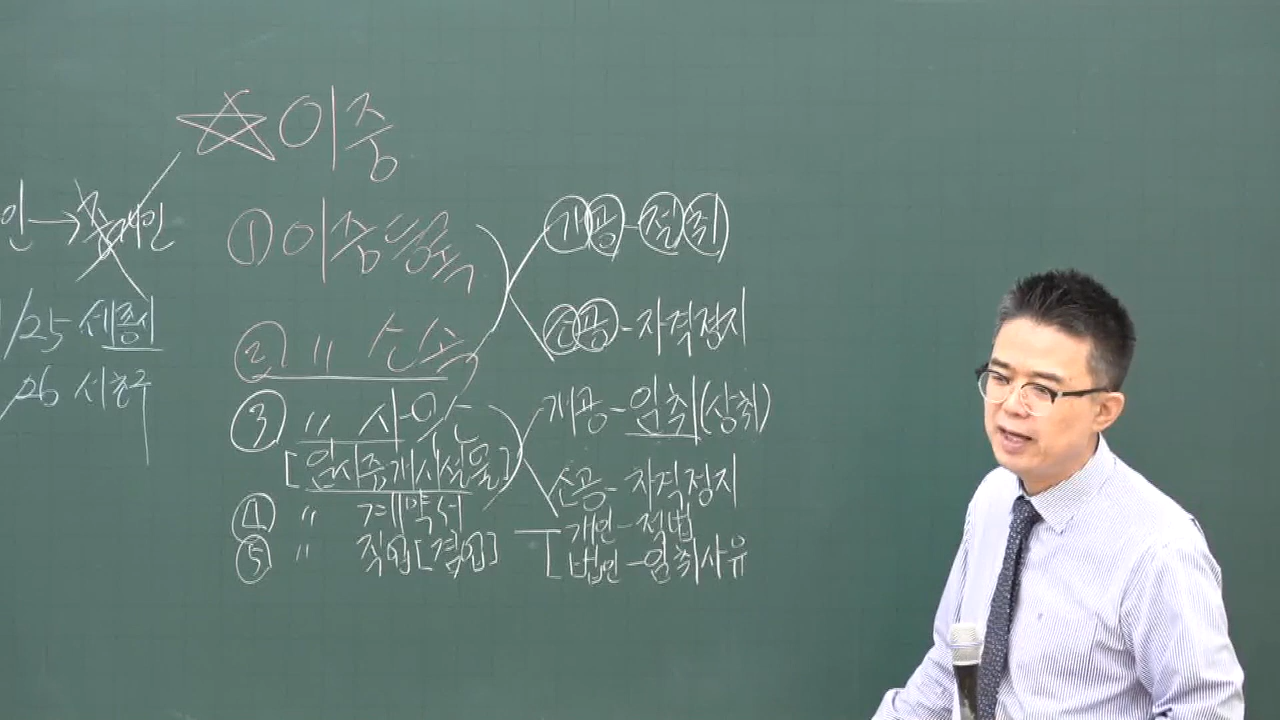 ☆ 이중
인 → 중개인
/25 세종시
/26 서초구
① 이중등록
② 〃 소속
③ 〃 사무소
[임시중개시설물]
④ 〃 계약서
⑤ 〃 직업[겸업]
개공 - 절취
소공 - 자격정지
개공 - 임취(상취)
소공 - 자격정지
개인 - 적법
법인 - 임취사유